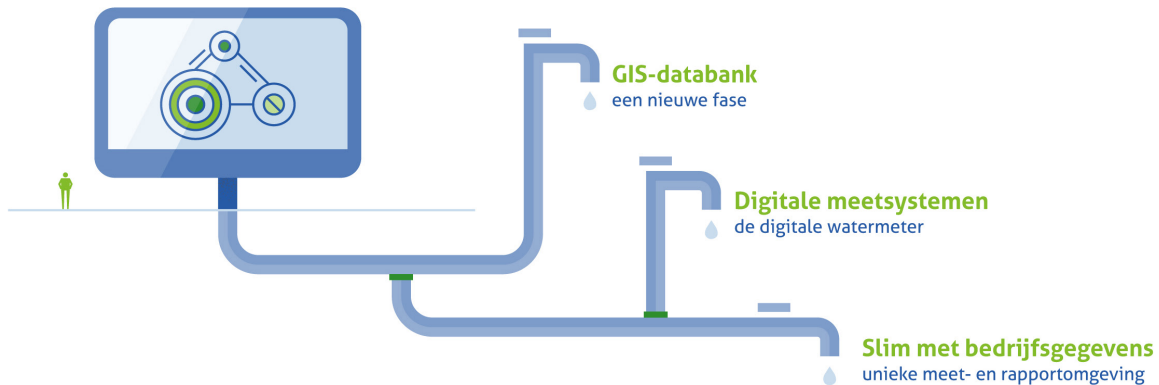 GIS-databank
een nieuwe fase
Digitale meetsystemen
de digitale watermeter
Slim met bedrijfsgegevens
unieke meet- en rapportomgeving